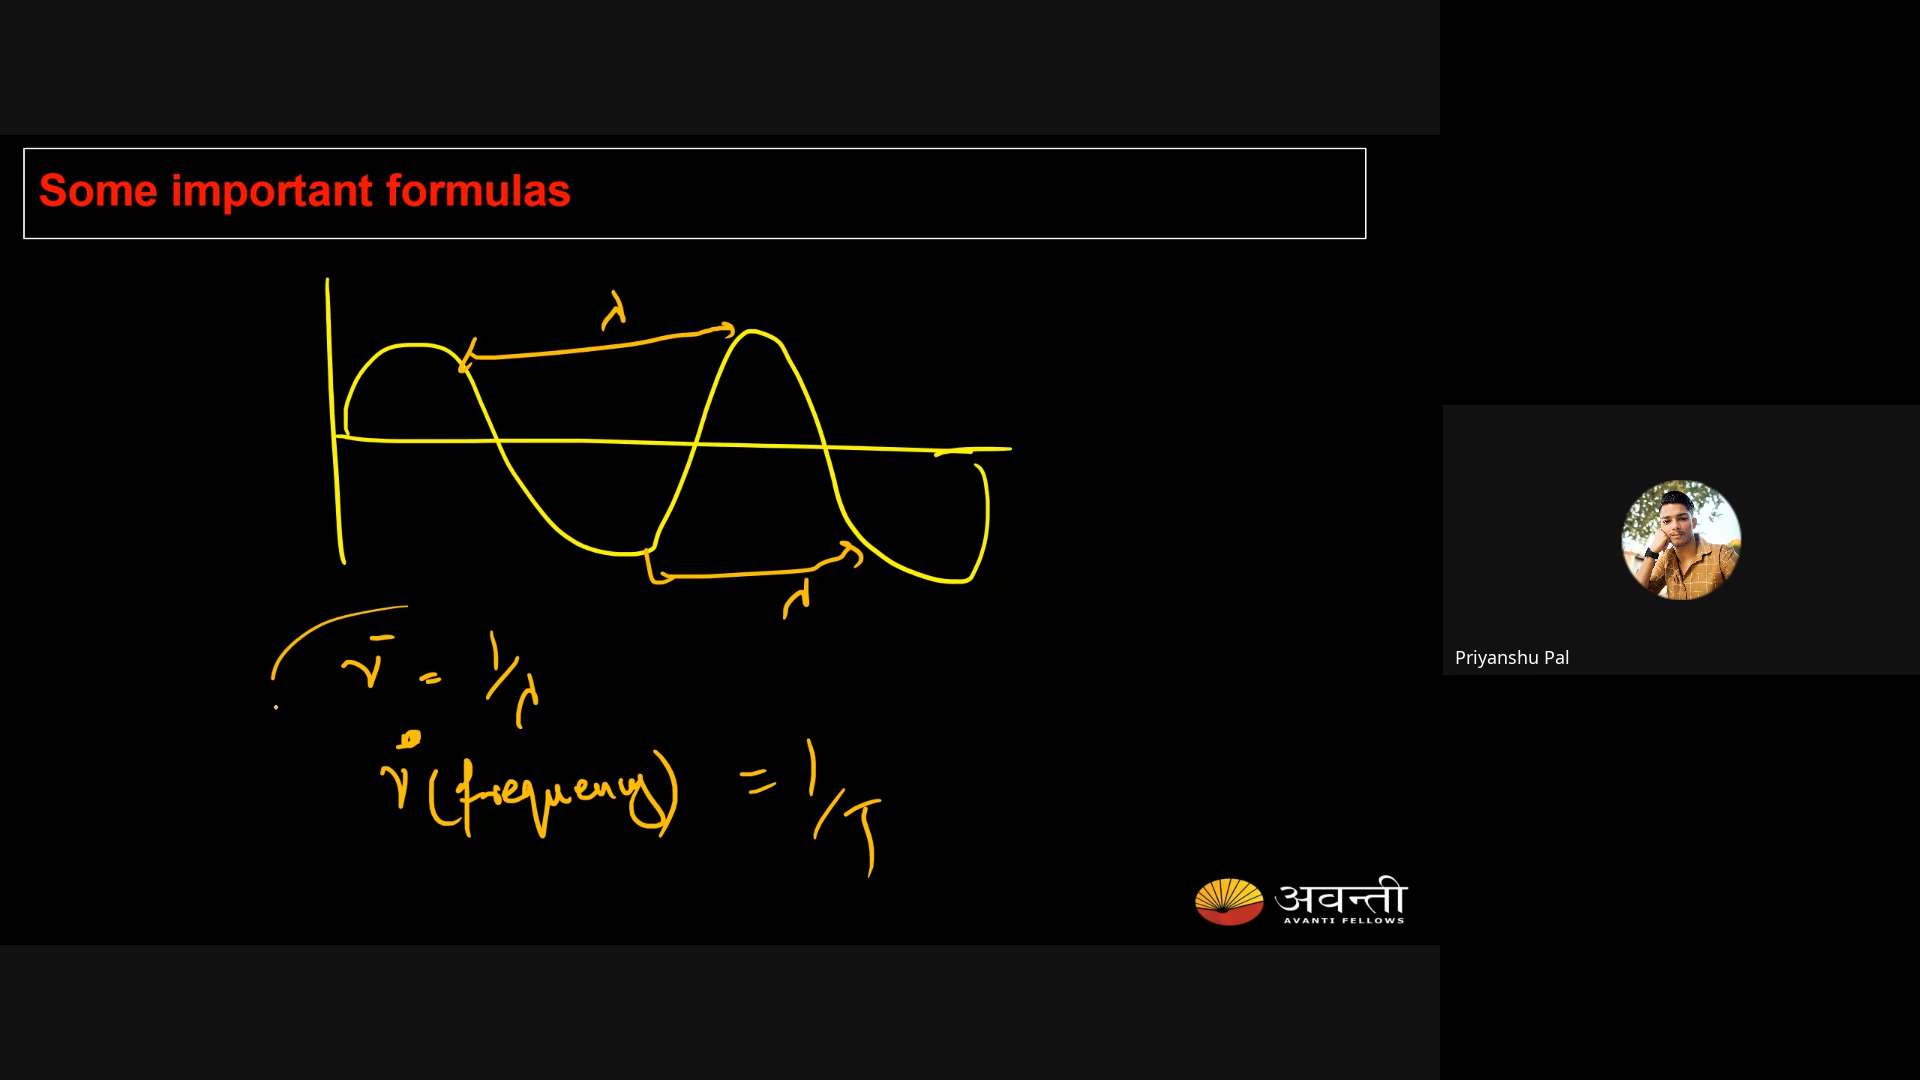 Some important formulas
λ
λ
ν̄ = 1/λ
ν (frequency) = 1/T
अवन्ती
AVANTI FELLOWS
Priyanshu Pal